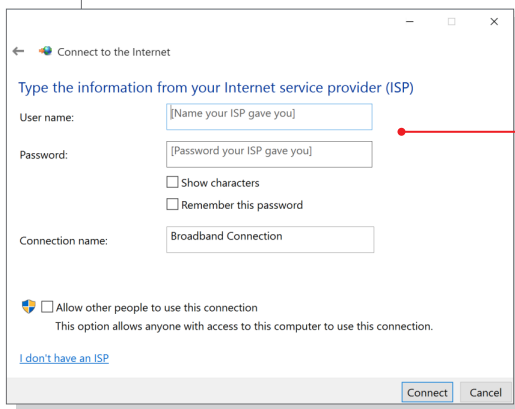 Connect to the Internet
Type the information from your Internet service provider (ISP)
User name: [Name your ISP gave you]
Password: [Password your ISP gave you]
Show characters
Remember this password
Connection name: Broadband Connection
Allow other people to use this connection
This option allows anyone with access to this computer to use this connection.
I don't have an ISP
Connect Cancel